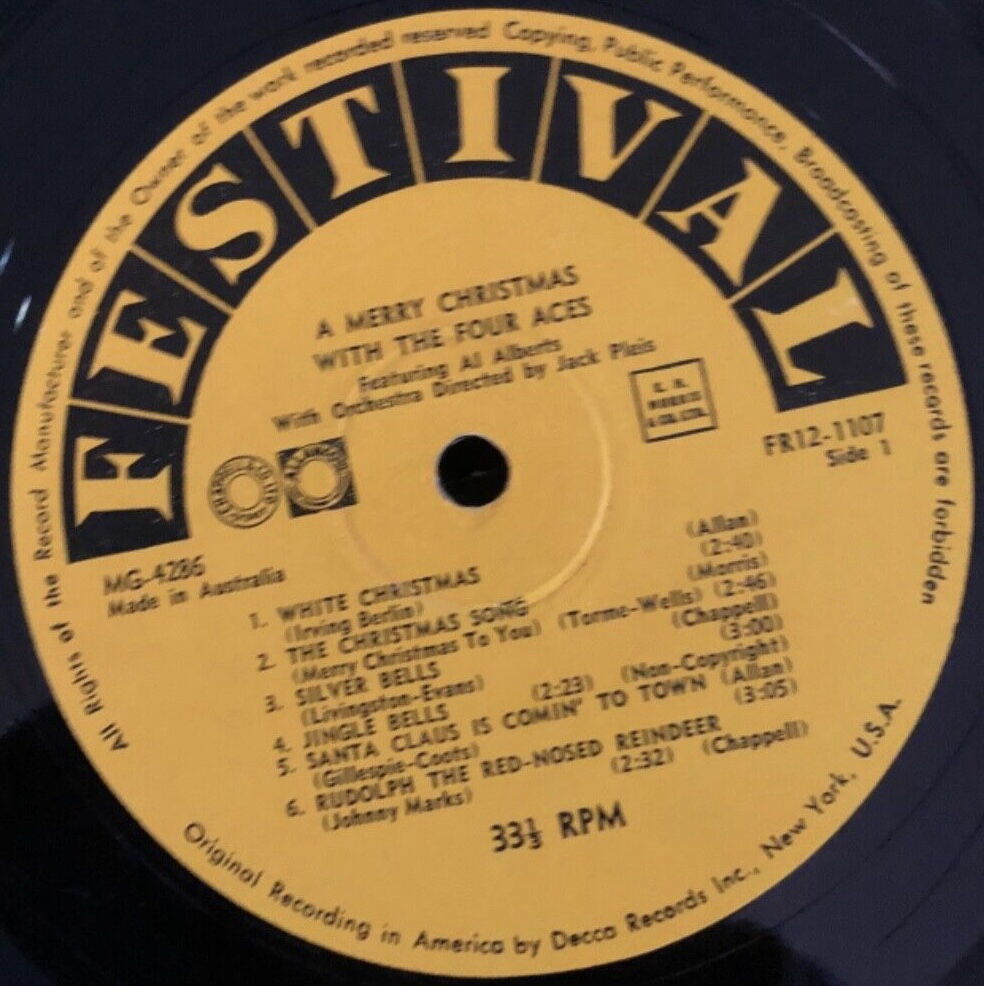 All Rights of the Record Manufacturer and of the Owner of the work recorded reserved Copying, Public Performance, Broadcasting of these records are forbidden
FESTIVAL
A MERRY CHRISTMAS
WITH THE FOUR ACES
Featuring Al Alberts
With Orchestra Directed by Jack Pleis
MORRIS
& CO. LTD.
FR12-1107
Side 1
MG-4286
Made in Australia
1. WHITE CHRISTMAS (Allan)
(Irving Berlin) (2:40)
2. THE CHRISTMAS SONG (Morris)
(Merry Christmas To You) (Torme-Wells) (2:46)
3. SILVER BELLS (Chappell)
(Livingston-Evans) (3:00)
4. JINGLE BELLS (2:23) (Non-Copyright)
5. SANTA CLAUS IS COMIN' TO TOWN (Allan)
(Gillespie-Coots) (3:05)
6. RUDOLPH THE RED-NOSED REINDEER
(Johnny Marks) (2:32) (Chappell)
33⅓ RPM
Original Recording in America by Decca Records Inc., New York, U.S.A.